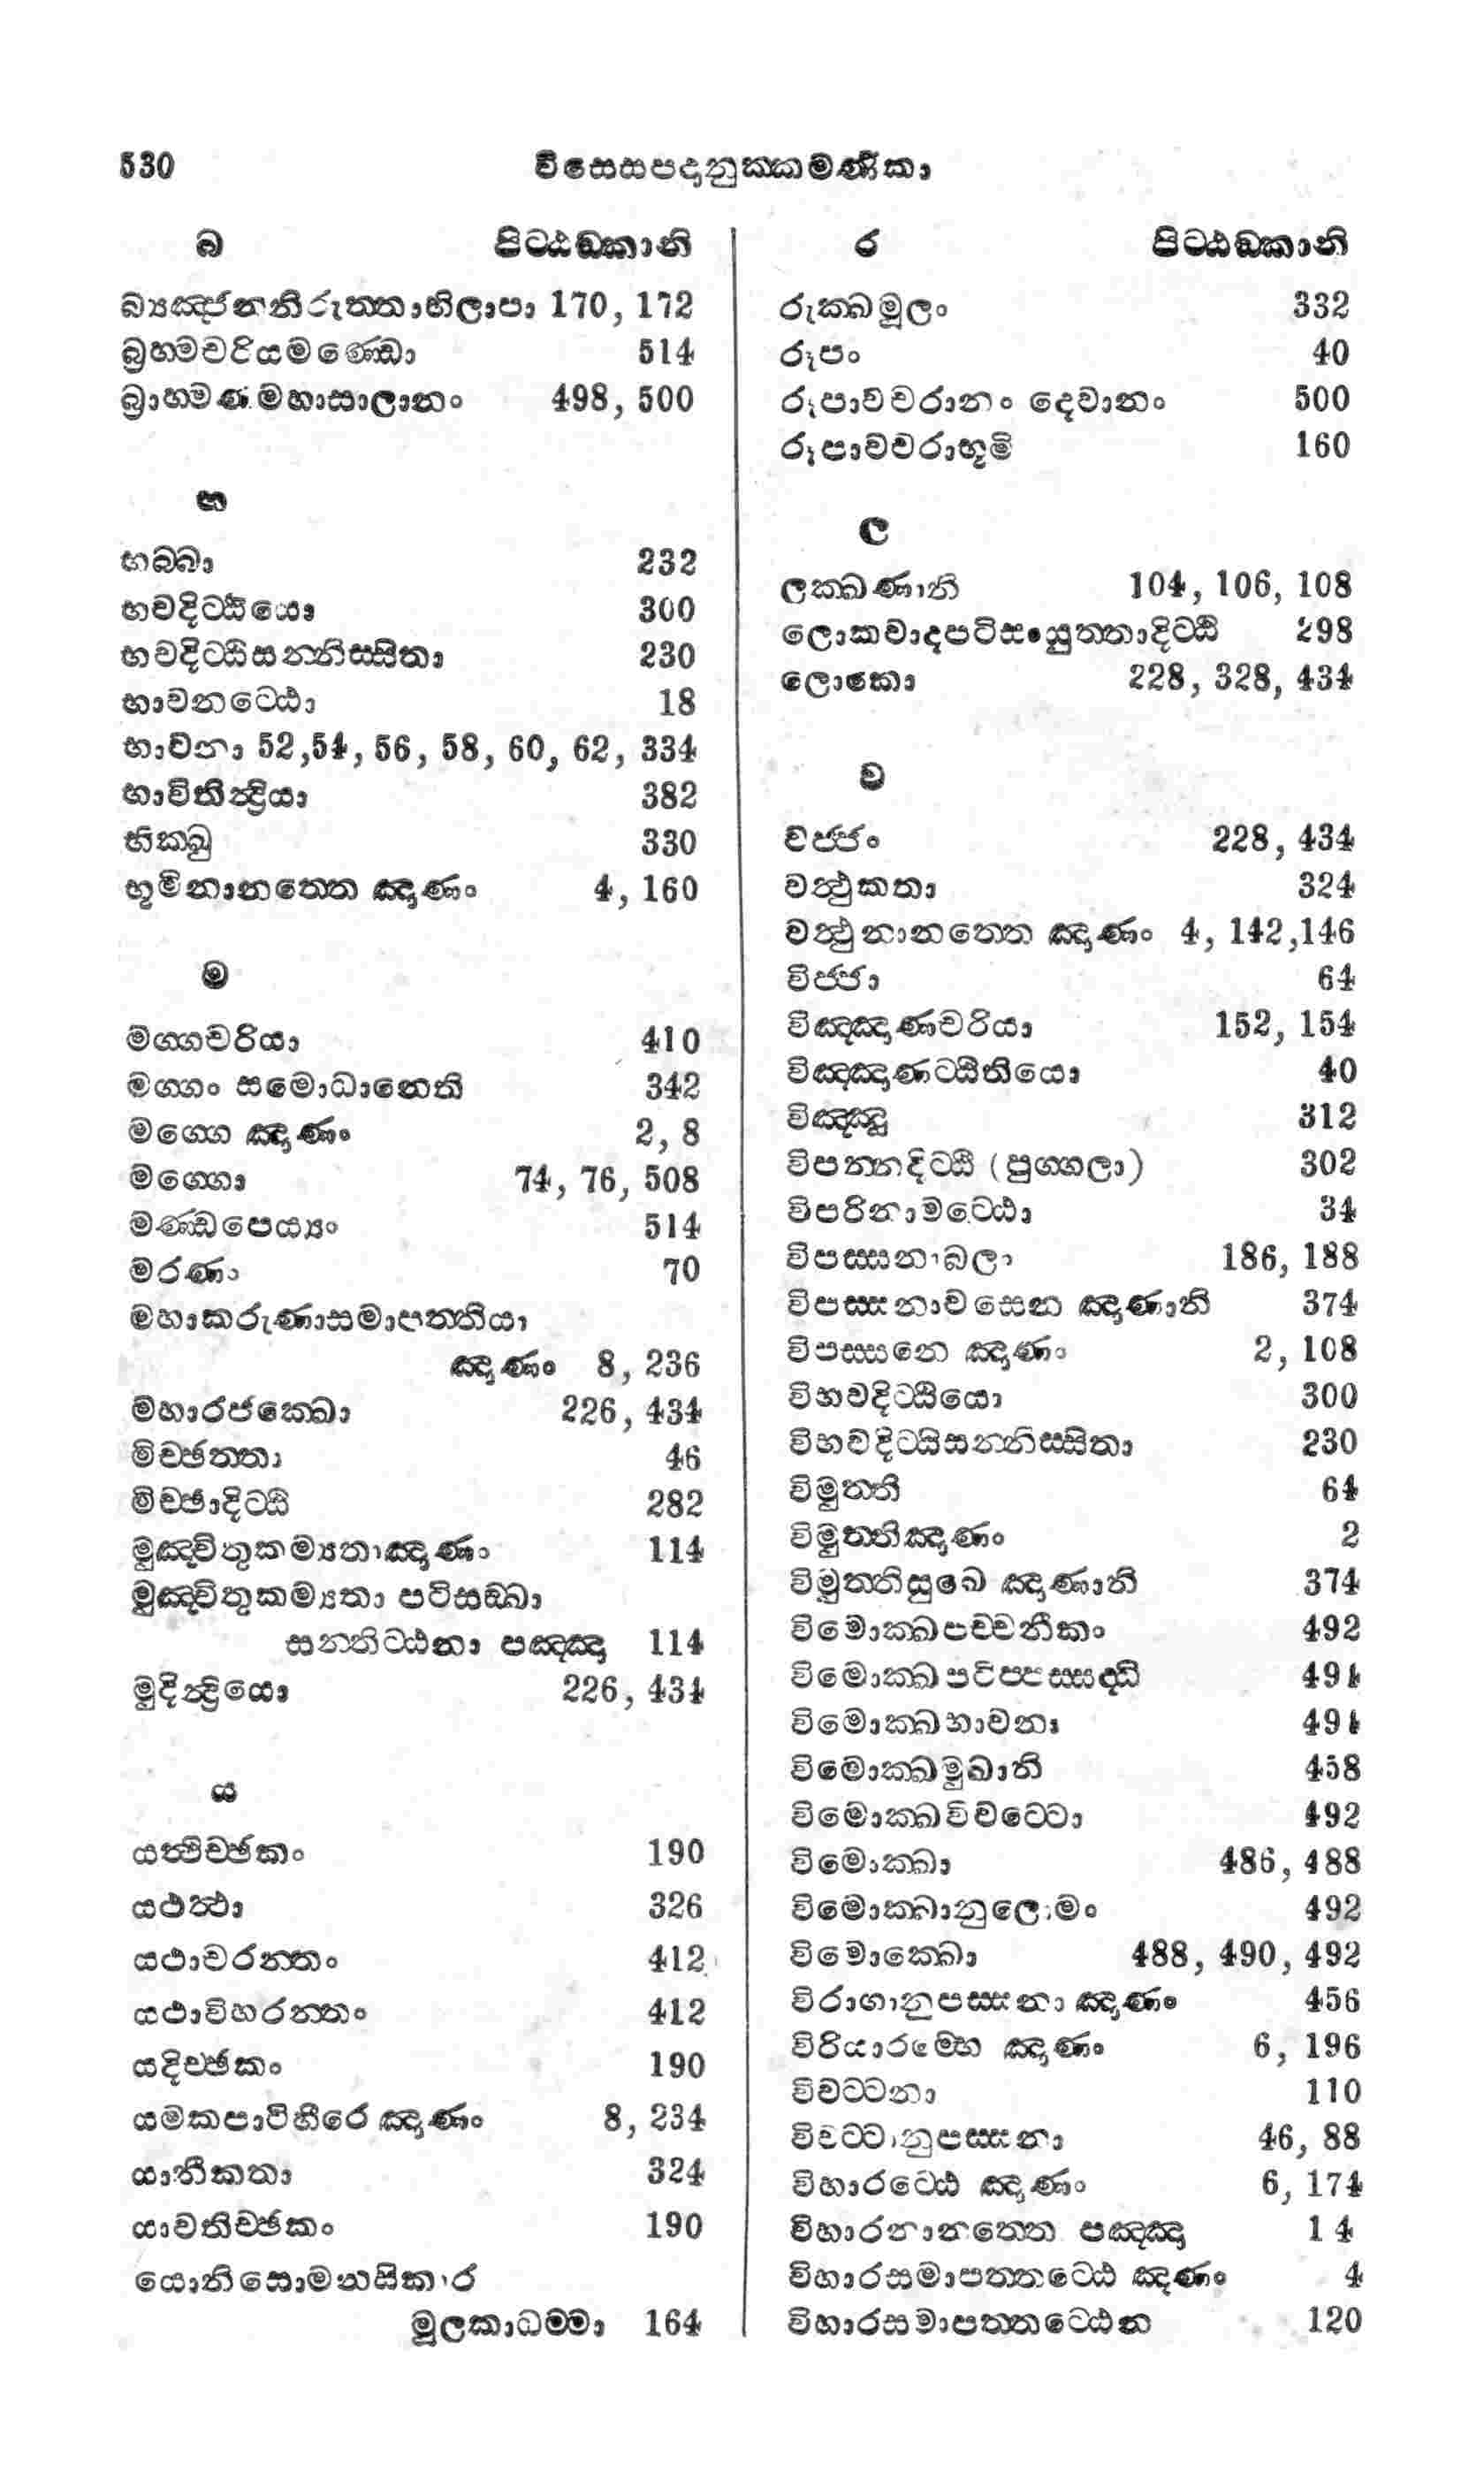 530 විසෙසපදානුක්කමණිකා
බ පිට්ඨඞ්කානි
බ්‍යඤ්ජනනිරුත්තාභිලාපා 170, 172
බ්‍රහ්මචරියමණ්ඩො 514
බ්‍රාහ්මණමහාසාලානං 498, 500
භ
භබ්බා 232
භවදිට්ඨියො 300
භවදිට්ඨිසන්නිස්සිතා 230
භාවනට්ඨො 18
භාවනා 52,54, 56, 58, 60, 62, 334
භාවිතින්ද්‍රියා 382
භික්ඛු 330
භූමිනානත්තෙ ඤාණං 4, 160
ම
මග්ගචරියා 410
මග්ගං සමොධානෙති 342
මග්ගෙ ඤාණං 2, 8
මග්ගො 74, 76, 508
මණ්ඩපෙය්‍යං 514
මරණා 70
මහාකරුණාසමාපත්තියා
ඤාණං 8, 236
මහාරජක්ඛො 226, 434
මිච්ඡත්තා 46
මිච්ඡාදිට්ඨි 282
මුඤ්චිතුකම්‍යතාඤාණං 114
මුඤ්චිතුකම්‍යතා පටිසඞ්ඛා
සන්තිට්ඨනා පඤ්ඤා 114
මුදින්ද්‍රියො 226, 434
ය
යත්ථිච්ඡකං 190
යථත්ථා 326
යථාචරන්තං 412
යථාවිහරන්තං 412
යදිච්ඡකං 190
යමකපාටිහීරෙ ඤාණං 8, 234
යානීකතා 324
යාවතිච්ඡකං 190
යොනිසොමනසිකාර
මූලකාධම්මා 164
ර පිට්ඨඞ්කානි
රුක්ඛමූලං 332
රූපං 40
රූපාවචරානං දෙවානං 500
රූපාවචරාභූමි 160
ල
ලක්ඛණානි 104, 106, 108
ලොකවාදපටිසංයුත්තාදිට්ඨි 298
ලොකො 228, 328, 434
ව
වජ්ජං 228, 434
වත්ථුකතා 324
වත්ථුනානත්තෙ ඤාණං 4, 142,146
විජ්ජා 64
විඤ්ඤාණචරියා 152, 154
විඤ්ඤාණට්ඨිතියො 40
විඤ්ඤූ 312
විපන්නදිට්ඨි (පුග්ගලා) 302
විපරිනාමට්ඨො 34
විපස්සනාබලා 186, 188
විපස්සනාවසෙන ඤාණානි 374
විපස්සනෙ ඤාණං 2, 108
විභවදිට්ඨියො 300
විභවදිට්ඨිසන්නිස්සිතා 230
විමුත්ති 64
විමුත්තිඤාණං 2
විමුත්තිසුඛෙ ඤාණානි 374
විමොක්ඛපච්චනීකං 492
විමොක්ඛපටිප්පස්සද්ධි 494
විමොක්ඛභාවනා 494
විමොක්ඛමුඛානි 458
විමොක්ඛවිවට්ටො 492
විමොක්ඛා 486, 488
විමොක්ඛානුලොමං 492
විමොක්ඛො 488, 490, 492
විරාගානුපස්සනා ඤාණං 456
විරියාරම්භෙ ඤාණං 6, 196
විවට්ටනා 110
විවට්ටානුපස්සනා 46, 88
විහාරට්ඨෙ ඤාණං 6, 174
විහාරනානත්තෙ පඤ්ඤා 1 4
විහාරසමාපත්තට්ඨෙ ඤණං 4
විහාරසමාපත්තට්ඨෙන 120